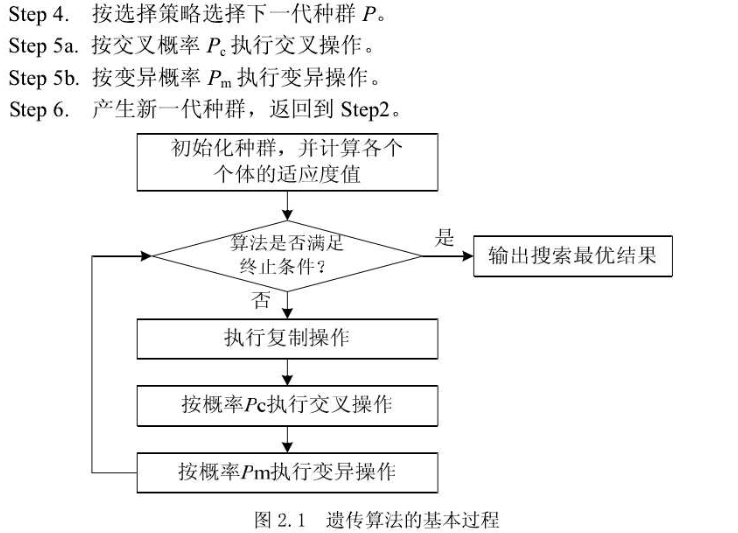 Step 4. 按选择策略选择下一代种群 P。
Step 5a. 按交叉概率 Pc 执行交叉操作。
Step 5b. 按变异概率 Pm 执行变异操作。
Step 6. 产生新一代种群，返回到 Step2。
初始化种群，并计算各个
个体的适应度值
算法是否满足
终止条件？
是
输出搜索最优结果
否
执行复制操作
按概率Pc执行交叉操作
按概率Pm执行变异操作
图 2.1 遗传算法的基本过程